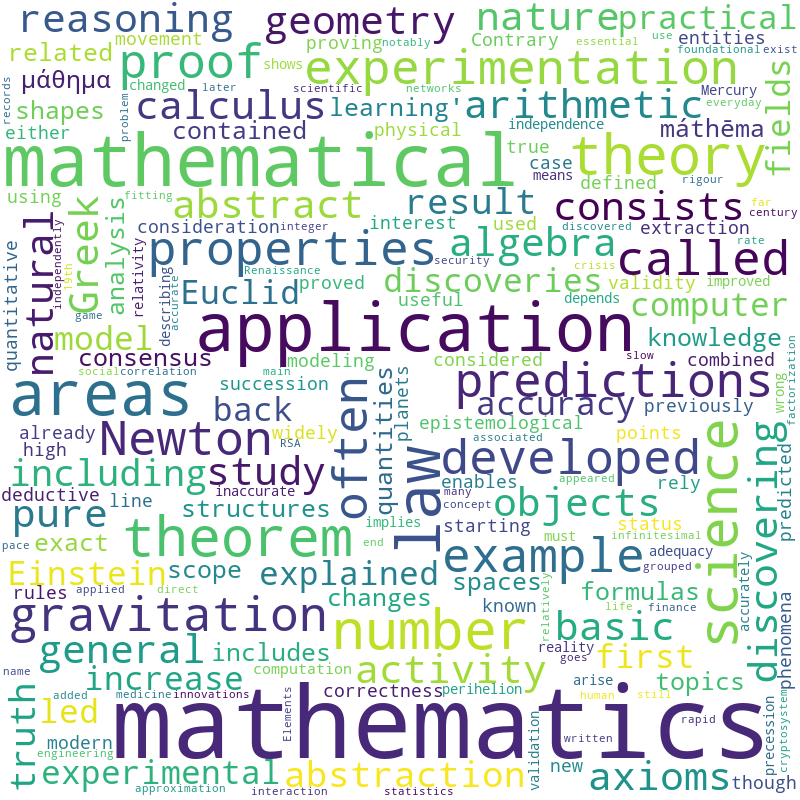 reasoning
geometry
nature
practical
related
movement
proving
notably
Contrary
essential
use
entities
foundational
exist
μάθημα
proof
changed
shows
experimentation
records
later
scientific
networks
Mercury
everyday
shapes
calculus
learning'
arithmetic
fields
either
problem
contained
physical
independence
máthēma
mathematical
true
case
means
theory
rigour
using
fitting
abstract
result
defined
consists
far
century
natural
independently
19th
Greek
analysis
consideration
integer
interest
used
discovered
extraction
rate
quantitative
relativity
properties
algebra
called
describing
accurate
Renaissance
security
crisis
proved
discoveries
validity
improved
game
Euclid
useful
depends
computer
model
application
knowledge
factorization
consensus
modeling
considered
slow
combined
social
correlation
main
areas
succession
often
quantities
planets
predictions
wrong
back
accuracy
previously
already
Newton
widely
RSA
law
epistemological
points
high
associated
science
discovering
predicted
including
study
developed
deductive
inaccurate
enables
appeared
rely
line
structures
many
concept
objects
pure
theorem
implies
starting
status
must
infinitesimal
pace
exact
end
example
grouped
adequacy
Einstein
scope
explained
spaces
formulas
accurately
phenomena
rules
applied
direct
changes
known
relatively
life
finance
gravitation
number
basic
reality
goes
general
includes
activity
first
truth
computation
perihelion
arise
topics
name
increase
correctness
human
still
added
medicine
innovations
Elements
mathematics
led
rapid
precession
cryptosystem
modern
written
validation
new
engineering
experimental
abstraction
axioms
though
approximation
interaction
statistics